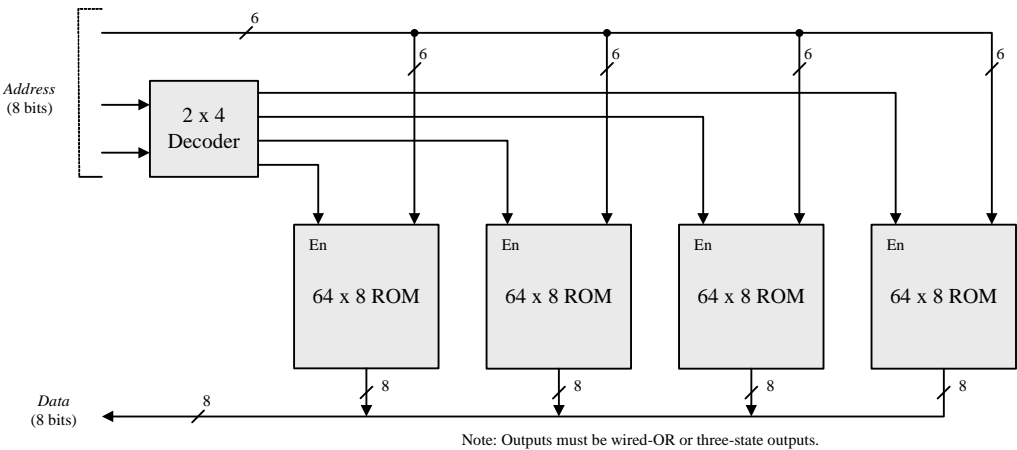 6
6
6
6
6
Address
(8 bits)
2 x 4
Decoder
En
En
En
En
64 x 8 ROM
64 x 8 ROM
64 x 8 ROM
64 x 8 ROM
8
8
8
8
Data
(8 bits)
8
Note: Outputs must be wired-OR or three-state outputs.